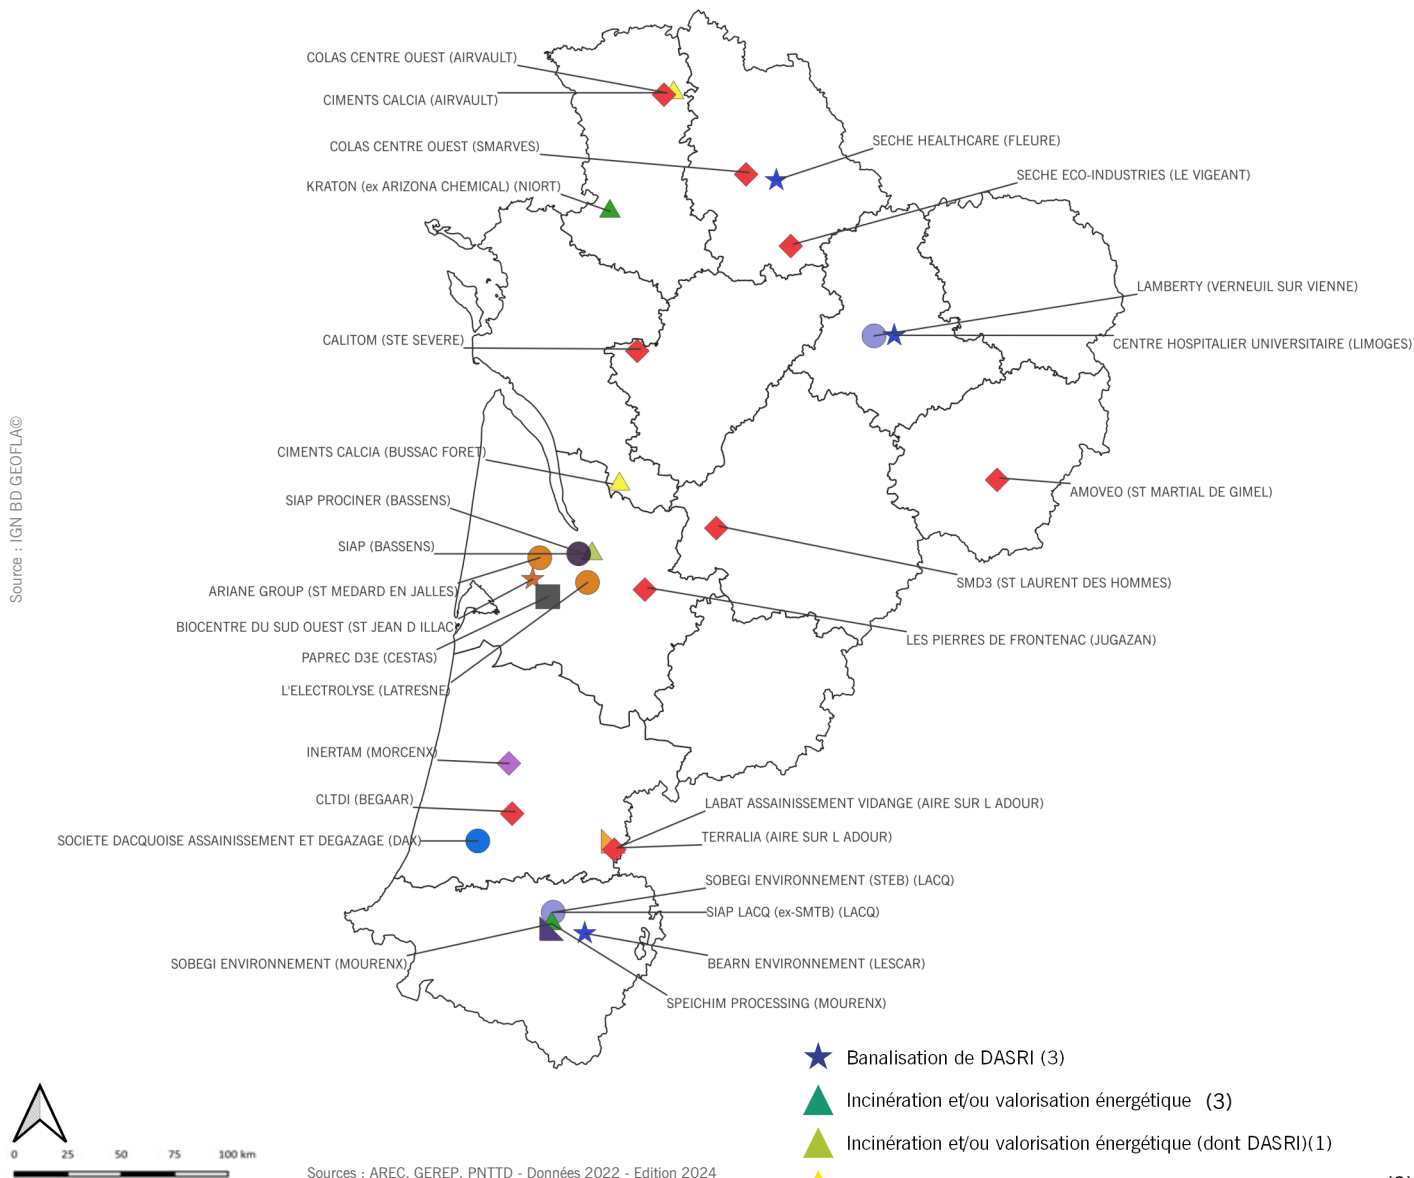 COLAS CENTRE OUEST (AIRVAULT)
CIMENTS CALCIA (AIRVAULT)
COLAS CENTRE OUEST (SMARVES)
SECHE HEALTHCARE (FLEURE)
SECHE ECO-INDUSTRIES (LE VIGEANT)
KRATON (ex ARIZONA CHEMICAL) (NIORT)
LAMBERTY (VERNEUIL SUR VIENNE)
CALITOM (STE SEVERE)
CENTRE HOSPITALIER UNIVERSITAIRE (LIMOGES)
CIMENTS CALCIA (BUSSAC FORET)
AMOVEO (ST MARTIAL DE GIMEL)
SIAP PROCINER (BASSENS)
SIAP (BASSENS)
SMD3 (ST LAURENT DES HOMMES)
ARIANE GROUP (ST MEDARD EN JALLES)
BIOCENTRE DU SUD OUEST (ST JEAN D ILLAC)
LES PIERRES DE FRONTENAC (JUGAZAN)
PAPREC D3E (CESTAS)
L'ELECTROLYSE (LATRESNE)
INERTAM (MORCENX)
CLTDI (BEGAAR)
LABAT ASSAINISSEMENT VIDANGE (AIRE SUR L ADOUR)
TERRALIA (AIRE SUR L ADOUR)
SOCIETE DACQUOISE ASSAINISSEMENT ET DEGAZAGE (DAX)
SOBEGI ENVIRONNEMENT (STEB) (LACQ)
SIAP LACQ (ex-SMTB) (LACQ)
SOBEGI ENVIRONNEMENT (MOURENX)
BEARN ENVIRONNEMENT (LESCAR)
SPEICHIM PROCESSING (MOURENX)
Source : IGN BD GEOFLA©
Banalisation de DASRI (3)
Incinération et/ou valorisation énergétique (3)
Incinération et/ou valorisation énergétique (dont DASRI)(1)
0 25 50 75 100 km
Sources : AREC, GEREP, PNTTD - Données 2022 - Edition 2024